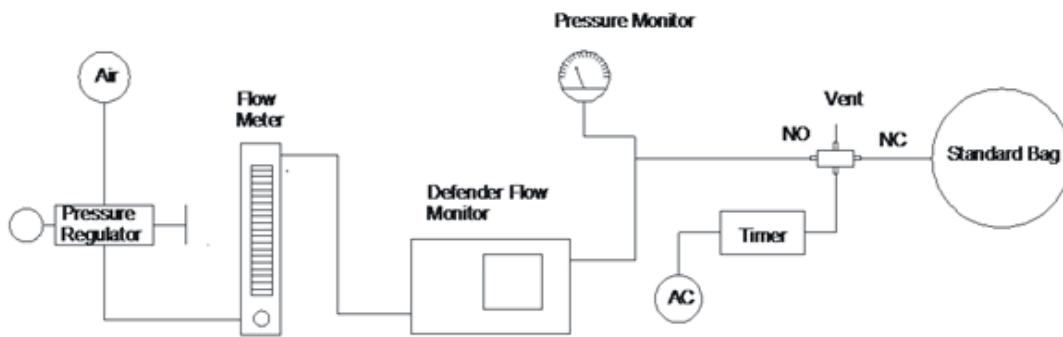 Pressure Monitor
Air
Flow
Meter
Vent
NO
NC
Standard Bag
Defender Flow
Monitor
Pressure
Regulator
Timer
AC